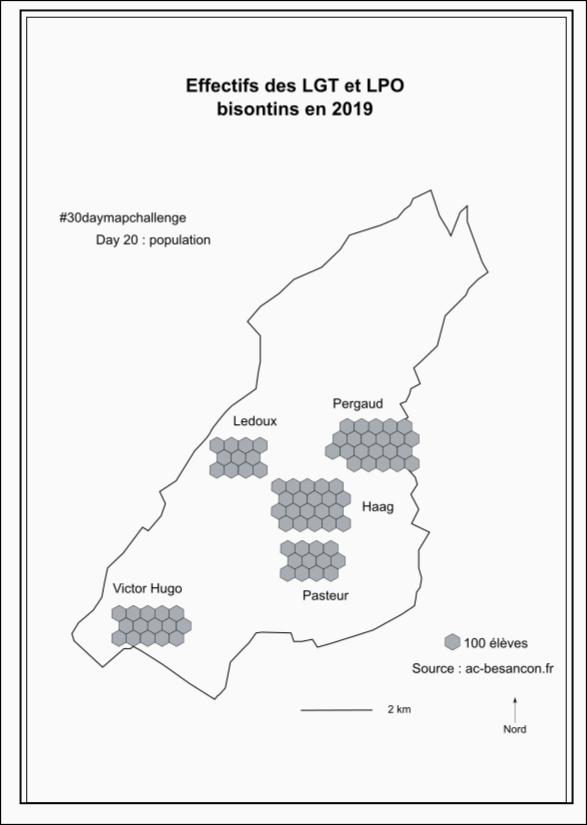 Effectifs des LGT et LPO
bisontins en 2019
#30daymapchallenge
Day 20 : population
Pergaud
Ledoux
Haag
Victor Hugo
Pasteur
100 élèves
Source : ac-besancon.fr
2 km
Nord